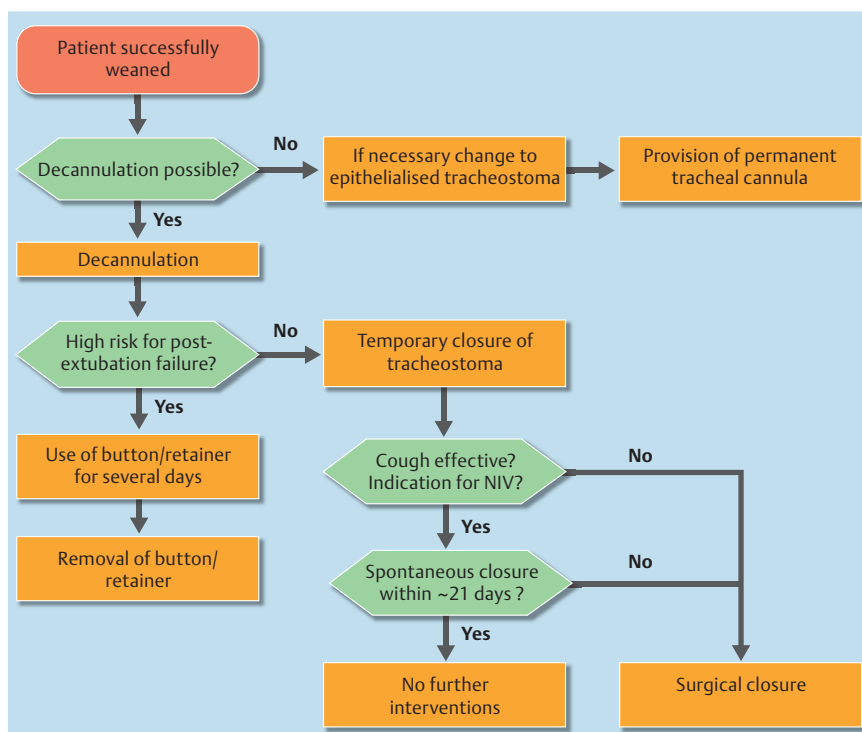 Patient successfully
weaned
Decannulation possible?
No
If necessary change to
epithelialised tracheostoma
Provision of permanent
tracheal cannula
Yes
Decannulation
High risk for post-
extubation failure?
No
Temporary closure of
tracheostoma
Yes
Use of button/retainer
for several days
Removal of button/
retainer
Cough effective?
Indication for NIV?
No
Yes
Spontaneous closure
within ~21 days ?
No
Yes
No further
interventions
Surgical closure